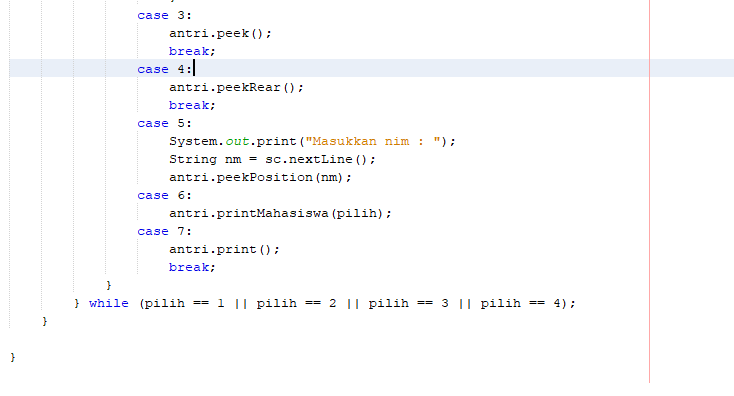 case 3:
antri.peek();
break;
case 4:
antri.peekRear();
break;
case 5:
System.out.print("Masukkan nim : ");
String nm = sc.nextLine();
antri.peekPosition(nm);
case 6:
antri.printMahasiswa(pilih);
case 7:
antri.print();
break;
}
} while (pilih == 1 || pilih == 2 || pilih == 3 || pilih == 4);
}
}